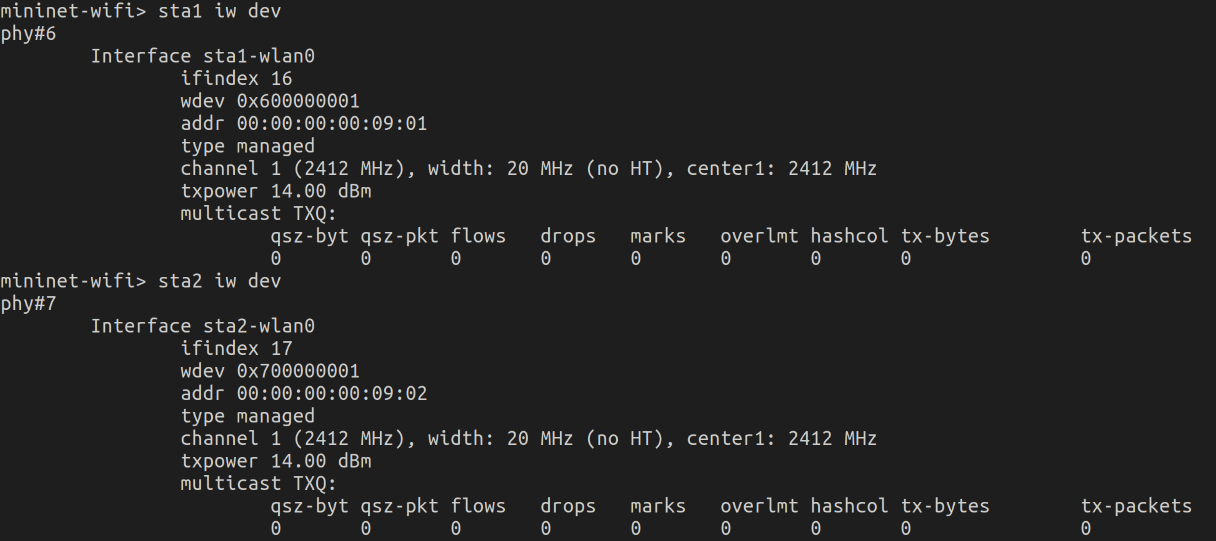 mininet-wifi> sta1 iw dev
phy#6
Interface sta1-wlan0
ifindex 16
wdev 0x600000001
addr 00:00:00:00:09:01
type managed
channel 1 (2412 MHz), width: 20 MHz (no HT), center1: 2412 MHz
txpower 14.00 dBm
multicast TXQ:
qsz-byt qsz-pkt flows drops marks overlmt hashcol tx-bytes tx-packets
0 0 0 0 0 0 0 0 0
mininet-wifi> sta2 iw dev
phy#7
Interface sta2-wlan0
ifindex 17
wdev 0x700000001
addr 00:00:00:00:09:02
type managed
channel 1 (2412 MHz), width: 20 MHz (no HT), center1: 2412 MHz
txpower 14.00 dBm
multicast TXQ:
qsz-byt qsz-pkt flows drops marks overlmt hashcol tx-bytes tx-packets
0 0 0 0 0 0 0 0 0